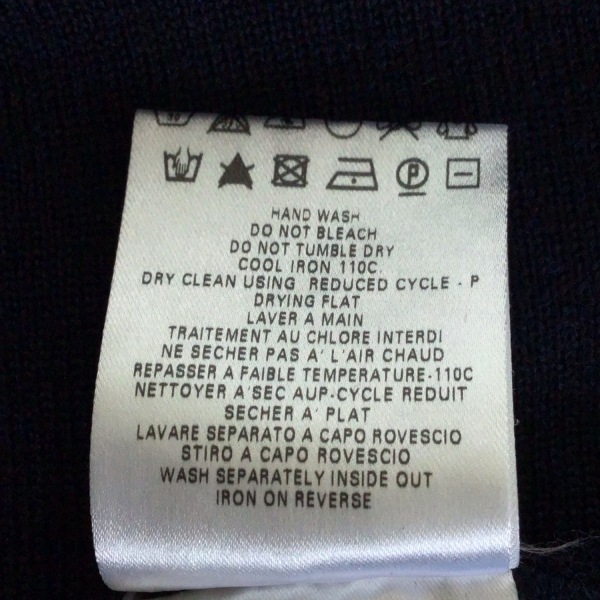 P
HAND WASH
DO NOT BLEACH
DO NOT TUMBLE DRY
COOL IRON 110C.
DRY CLEAN USING REDUCED CYCLE - P
DRYING FLAT
LAVER A MAIN
TRAITEMENT AU CHLORE INTERDI
NE SECHER PAS A' L'AIR CHAUD
REPASSER A FAIBLE TEMPERATURE-110C
NETTOYER A'SEC AUP-CYCLE REDUIT
SECHER A' PLAT
LAVARE SEPARATO A CAPO ROVESCIO
STIRO A CAPO ROVESCIO
WASH SEPARATELY INSIDE OUT
IRON ON REVERSE